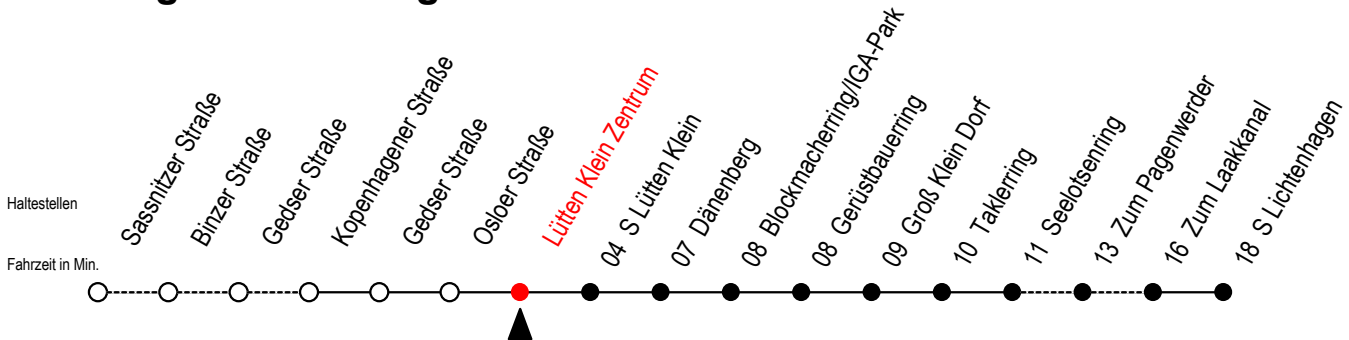 Haltestellen
Fahrzeit in Min.
Sassnitzer Straße
Binzer Straße
Gedser Straße
Kopenhagener Straße
Gedser Straße
Osloer Straße
Lütten Klein Zentrum
04 S Lütten Klein
07 Dänenberg
08 Blockmacherring/IGA-Park
08 Gerüstbauerring
09 Groß Klein Dorf
10 Taklerring
11 Seelotsenring
13 Zum Pagenwerder
16 Zum Laakkanal
18 S Lichtenhagen